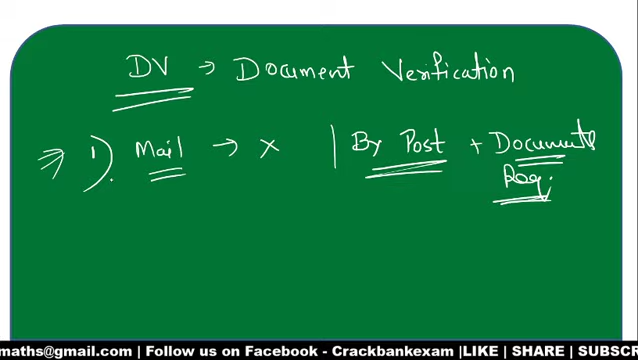 DV → Document Verification
⇒ 1). Mail → x | By Post + Documents
Req.
maths@gmail.com | Follow us on Facebook - Crackbankexam |LIKE | SHARE | SUBSCR